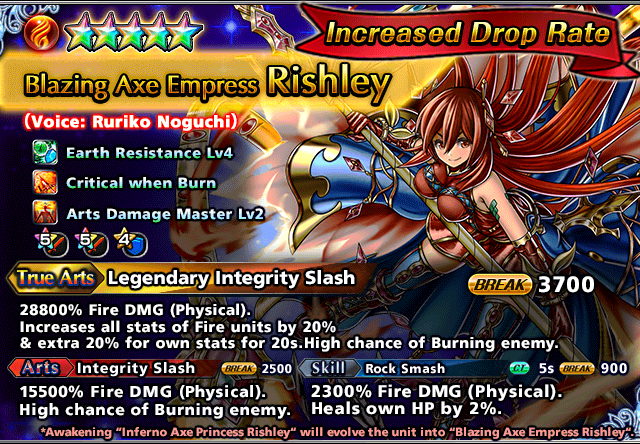 Increased Drop Rate
Blazing Axe Empress Rishley
(Voice: Ruriko Noguchi)
Earth Resistance Lv4
Critical when Burn
Arts Damage Master Lv2
5 5 4
True Arts Legendary Integrity Slash BREAK 3700
28800% Fire DMG (Physical).
Increases all stats of Fire units by 20%
& extra 20% for own stats for 20s.High chance of Burning enemy.
Arts Integrity Slash BREAK 2500
15500% Fire DMG (Physical).
High chance of Burning enemy.
Skill Rock Smash CT 5s BREAK 900
2300% Fire DMG (Physical).
Heals own HP by 2%.
*Awakening "Inferno Axe Princess Rishley" will evolve the unit into "Blazing Axe Empress Rishley"